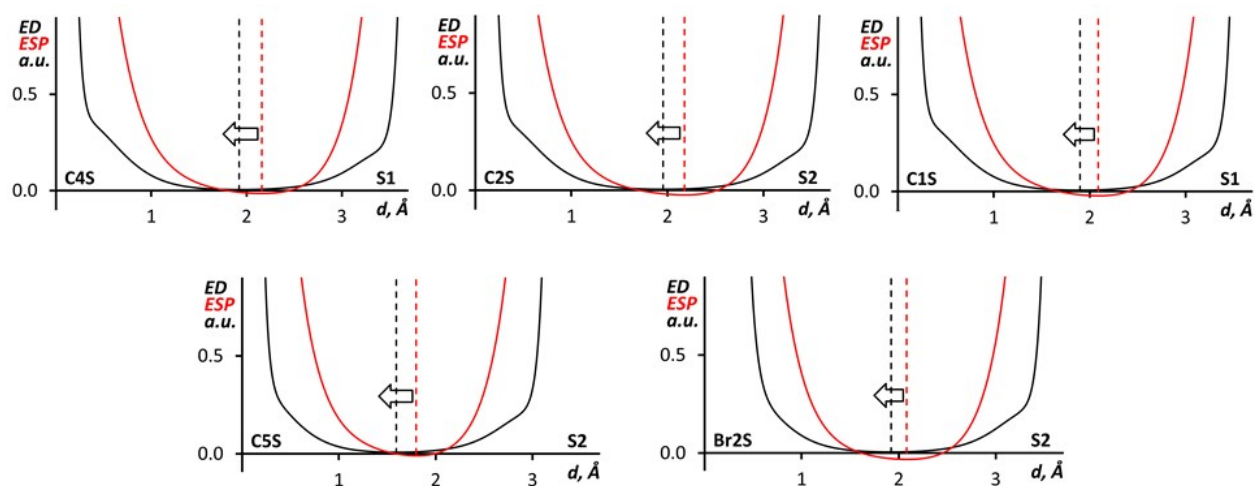 ED
ESP
a.u.
0.5
0.0
C4S
S1
1
2
3
d, Å
ED
ESP
a.u.
0.5
0.0
C2S
S2
1
2
3
d, Å
ED
ESP
a.u.
0.5
0.0
C1S
S1
1
2
3
d, Å
ED
ESP
a.u.
0.5
0.0
C5S
S2
1
2
3
d, Å
ED
ESP
a.u.
0.5
0.0
Br2S
S2
1
2
3
d, Å